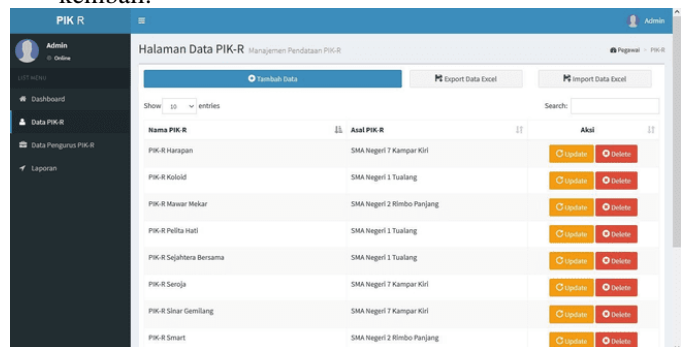 kembali.
PIK R
Admin
Admin
Online
Halaman Data PIK-R Manajemen Pendataan PIK-R
Pegawai > PIK-R
LIST MENU
Dashboard
Data PIK-R
Data Pengurus PIK-R
Laporan
Tambah Data
Export Data Excel
Import Data Excel
Show 10 entries
Search:
Nama PIK-R Asal PIK-R Aksi
PIK-R Harapan SMA Negeri 7 Kampar Kiri Update Delete
PIK-R Koloid SMA Negeri 1 Tualang Update Delete
PIK-R Mawar Mekar SMA Negeri 2 Rimbo Panjang Update Delete
PIK-R Pelita Hati SMA Negeri 1 Tualang Update Delete
PIK-R Sejahtera Bersama SMA Negeri 1 Tualang Update Delete
PIK-R Seroja SMA Negeri 7 Kampar Kiri Update Delete
PIK-R Sinar Gemilang SMA Negeri 7 Kampar Kiri Update Delete
PIK-R Smart SMA Negeri 2 Rimbo Panjang Update Delete